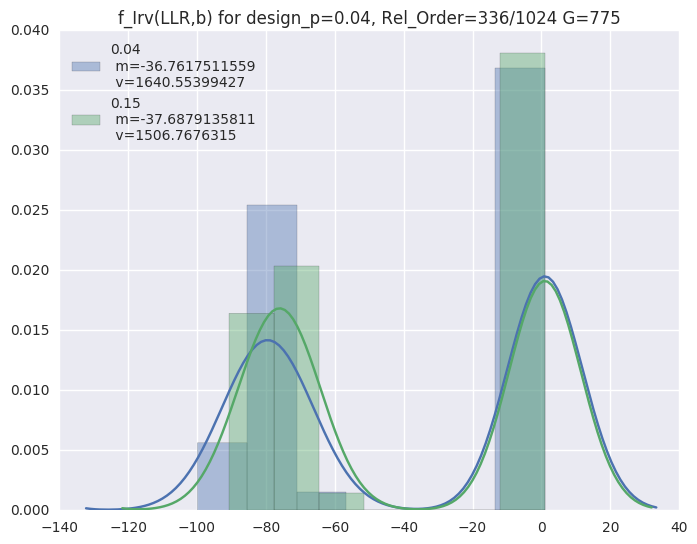 f_Irv(LLR,b) for design_p=0.04, Rel_Order=336/1024 G=775
0.04
m=-36.7617511559
v=1640.55399427
0.15
m=-37.6879135811
v=1506.7676315
0.040
0.035
0.030
0.025
0.020
0.015
0.010
0.005
0.000
−140 −120 −100 −80 −60 −40 −20 0 20 40